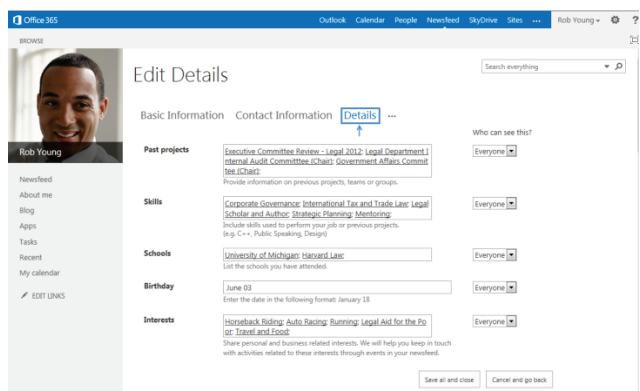 Office 365
Outlook Calendar People Newsfeed SkyDrive Sites ••• Rob Young ?
BROWSE
Edit Details
Search everything
Basic Information Contact Information Details •••
Who can see this?
Rob Young
Past projects
Executive Committee Review - Legal 2012; Legal Department I
nternal Audit Committtee (Chair); Government Affairs Commit
tee (Chair);
Everyone
Provide information on previous projects, teams or groups.
Newsfeed
About me
Blog
Apps
Tasks
Recent
My calendar
EDIT LINKS
Skills
Corporate Governance; International Tax and Trade Law; Legal
Scholar and Author; Strategic Planning; Mentoring;
Everyone
Include skills used to perform your job or previous projects.
(e.g. C++, Public Speaking, Design)
Schools
University of Michigan; Harvard Law;
Everyone
List the schools you have attended.
Birthday
June 03
Everyone
Enter the date in the following format: January 18
Interests
Horseback Riding; Auto Racing; Running; Legal Aid for the Po
or; Travel and Food;
Everyone
Share personal and business related interests. We will help you keep in touch
with activities related to these interests through events in your newsfeed.
Save all and close Cancel and go back